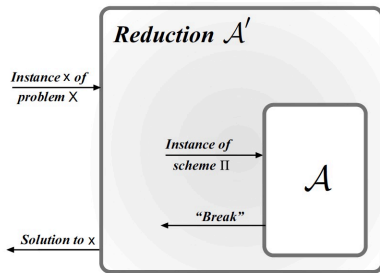 Reduction 𝒜′
Instance x of
problem X
Instance of
scheme Π
𝒜
"Break"
Solution to x